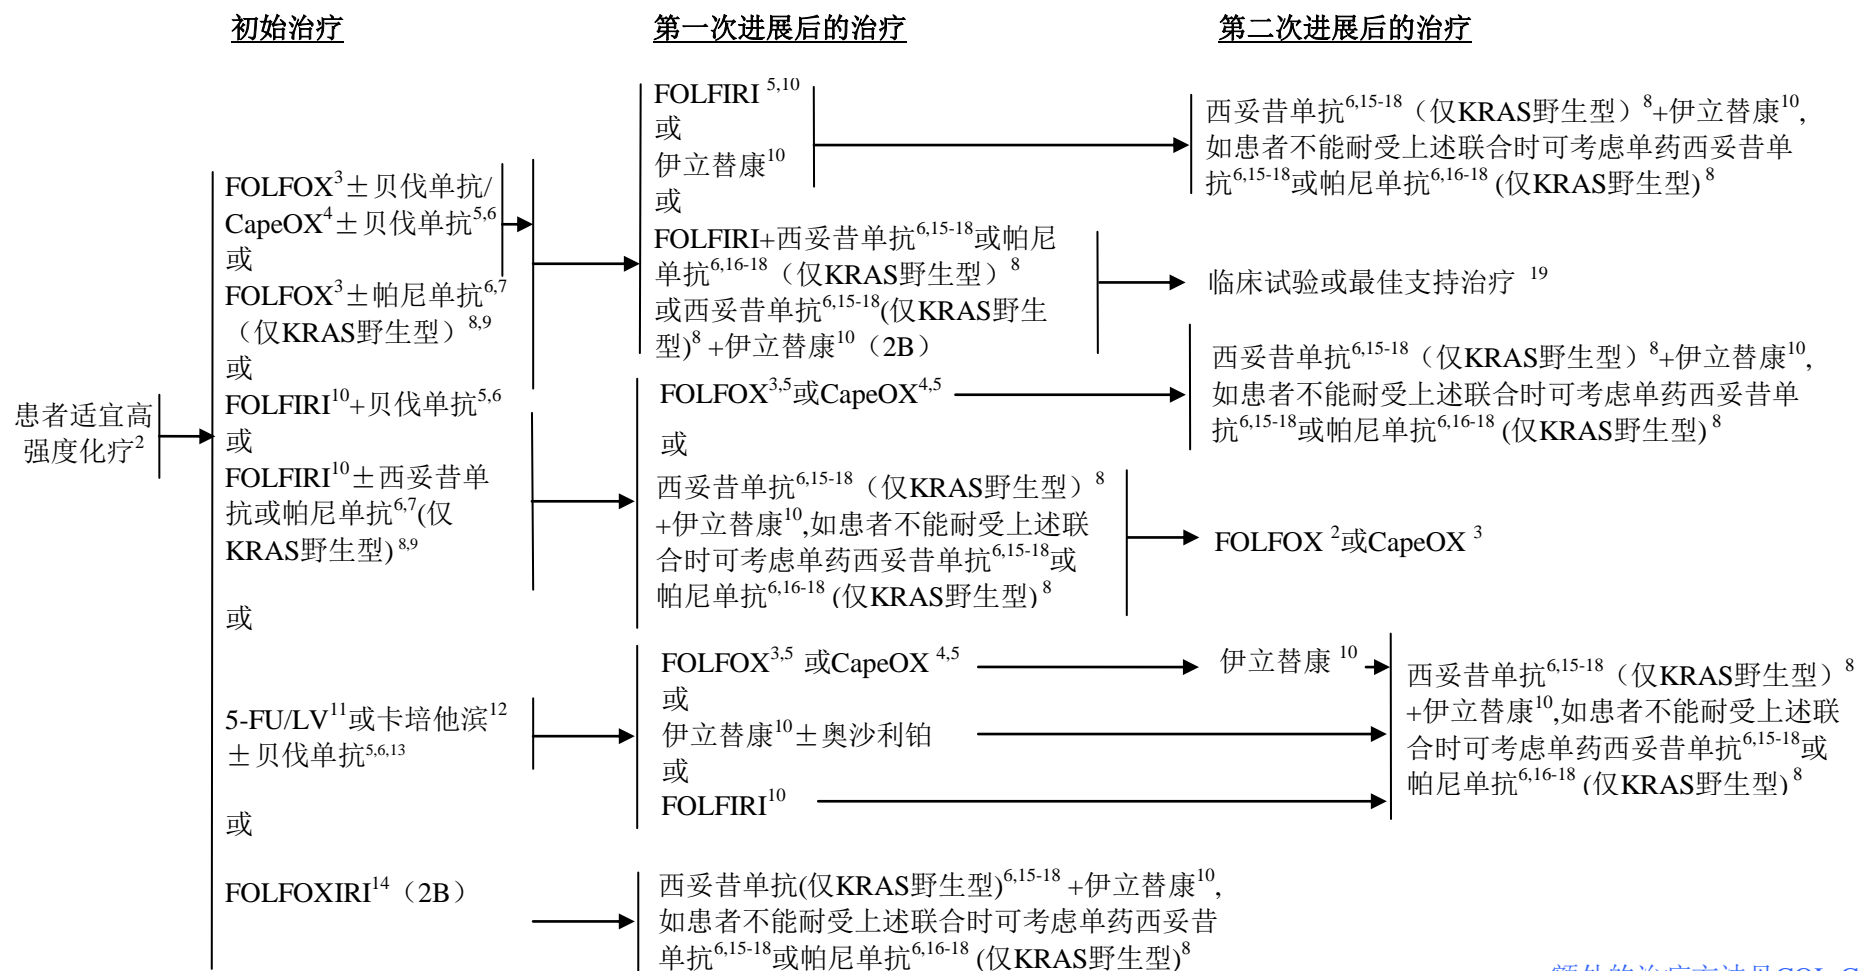 初始治疗
第一次进展后的治疗
第二次进展后的治疗
患者适宜高
强度化疗2
FOLFOX3±贝伐单抗/
CapeOX4±贝伐单抗5,6
或
FOLFOX3±帕尼单抗6,7
（仅KRAS野生型）8,9
或
FOLFIRI10+贝伐单抗5,6
或
FOLFIRI10±西妥昔单
抗或帕尼单抗6,7(仅
KRAS野生型)8,9
或
5-FU/LV11或卡培他滨12
±贝伐单抗5,6,13
或
FOLFOXIRI14（2B）
FOLFIRI 5,10
或
伊立替康10
或
FOLFIRI+西妥昔单抗6,15-18或帕尼
单抗6,16-18（仅KRAS野生型）8
或西妥昔单抗6,15-18(仅KRAS野生
型)8 +伊立替康10（2B）
西妥昔单抗6,15-18（仅KRAS野生型）8+伊立替康10,
如患者不能耐受上述联合时可考虑单药西妥昔单
抗6,15-18或帕尼单抗6,16-18 (仅KRAS野生型) 8
临床试验或最佳支持治疗 19
FOLFOX3,5或CapeOX4,5
或
西妥昔单抗6,15-18（仅KRAS野生型）8
+伊立替康10,如患者不能耐受上述联
合时可考虑单药西妥昔单抗6,15-18或
帕尼单抗6,16-18 (仅KRAS野生型) 8
西妥昔单抗6,15-18（仅KRAS野生型）8+伊立替康10,
如患者不能耐受上述联合时可考虑单药西妥昔单
抗6,15-18或帕尼单抗6,16-18 (仅KRAS野生型) 8
FOLFOX 2或CapeOX 3
FOLFOX3,5 或CapeOX 4,5
或
伊立替康10±奥沙利铂
或
FOLFIRI10
伊立替康 10
西妥昔单抗6,15-18（仅KRAS野生型）8
+伊立替康10,如患者不能耐受上述联
合时可考虑单药西妥昔单抗6,15-18或
帕尼单抗6,16-18 (仅KRAS野生型) 8
西妥昔单抗(仅KRAS野生型)6,15-18 +伊立替康10,
如患者不能耐受上述联合时可考虑单药西妥昔
单抗6,15-18或帕尼单抗6,16-18 (仅KRAS野生型)8